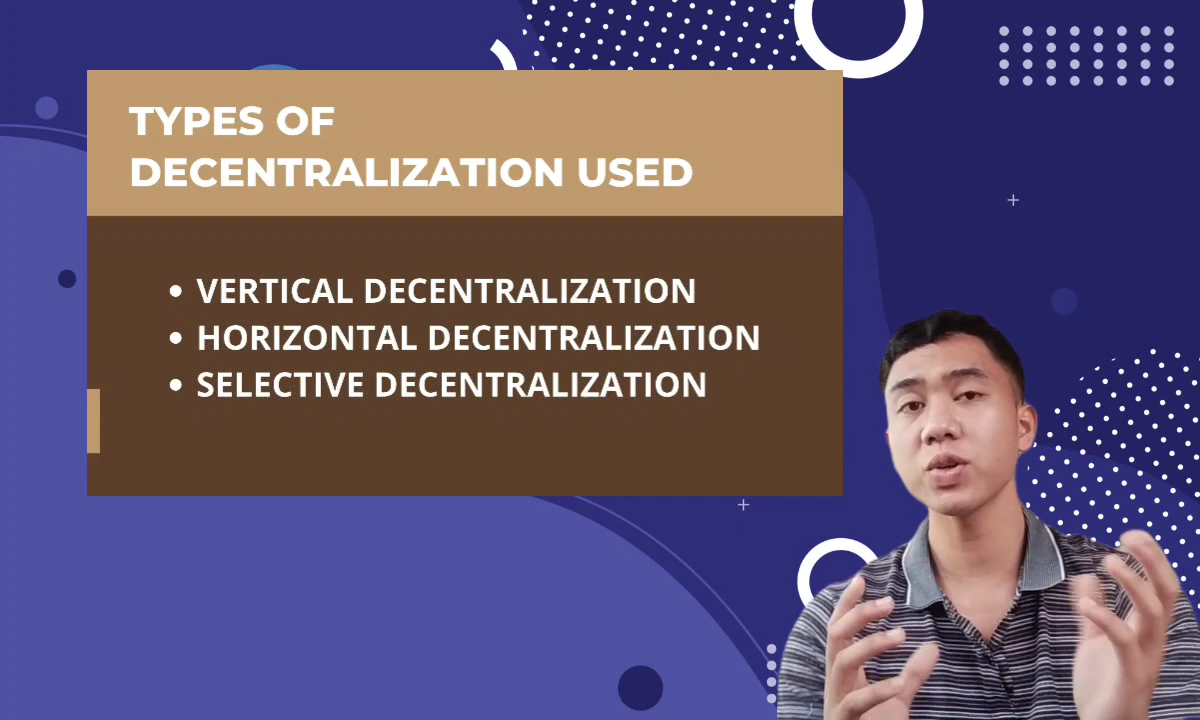 TYPES OF
DECENTRALIZATION USED
• VERTICAL DECENTRALIZATION
• HORIZONTAL DECENTRALIZATION
• SELECTIVE DECENTRALIZATION